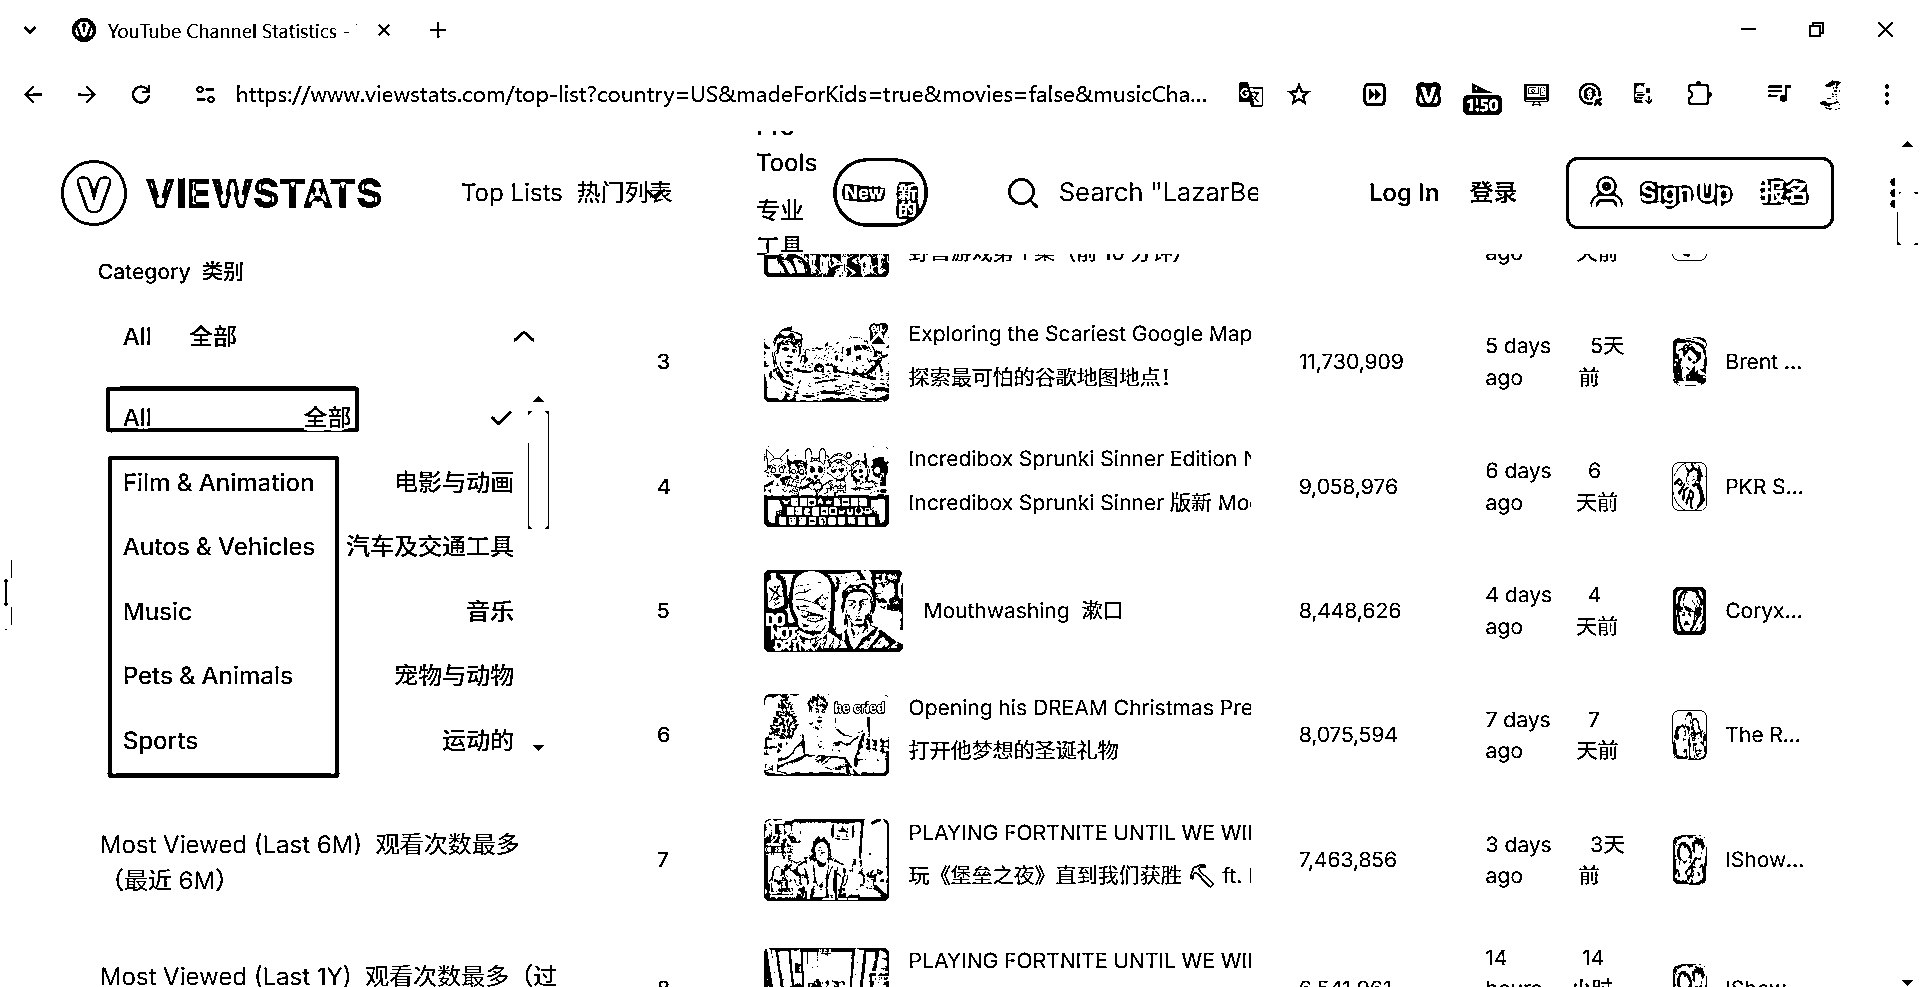 YouTube Channel Statistics -
https://www.viewstats.com/top-list?country=US&madeForKids=true&movies=false&musicCha...
1:50
VIEWSTATS
Top Lists 热门列表
Tools
专业
工具
New 新的
Search "LazarBe
Log In 登录
Sign Up 报名
Category 类别
All 全部
All 全部
Film & Animation 电影与动画
Autos & Vehicles 汽车及交通工具
Music 音乐
Pets & Animals 宠物与动物
Sports 运动的
Most Viewed (Last 6M) 观看次数最多
（最近 6M）
Most Viewed (Last 1Y) 观看次数最多（过
3
Exploring the Scariest Google Map
探索最可怕的谷歌地图地点！
11,730,909
5 days ago
5天前
Brent ...
4
Incredibox Sprunki Sinner Edition
Incredibox Sprunki Sinner 版新 Mo
9,058,976
6 days ago
6 天前
PKR S...
5
DO NOT
Mouthwashing 漱口
8,448,626
4 days ago
4 天前
Coryx...
6
he cried
Opening his DREAM Christmas Pre
打开他梦想的圣诞礼物
8,075,594
7 days ago
7 天前
The R...
7
PLAYING FORTNITE UNTIL WE WI
玩《堡垒之夜》直到我们获胜 ft.
7,463,856
3 days ago
3天前
IShow...
PLAYING FORTNITE UNTIL WE WI
14
14